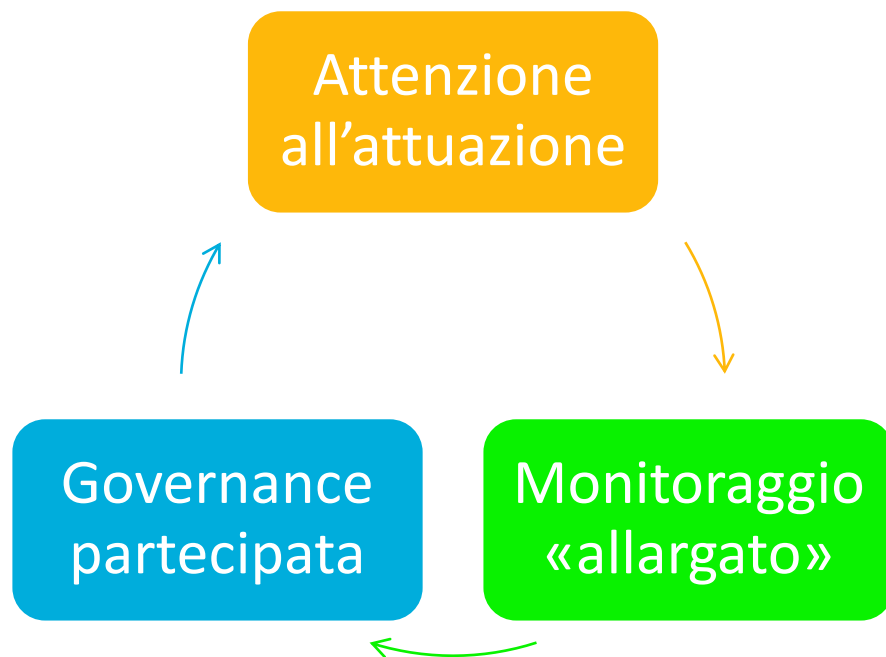 Attenzione
all’attuazione
Governance
partecipata
Monitoraggio
«allargato»